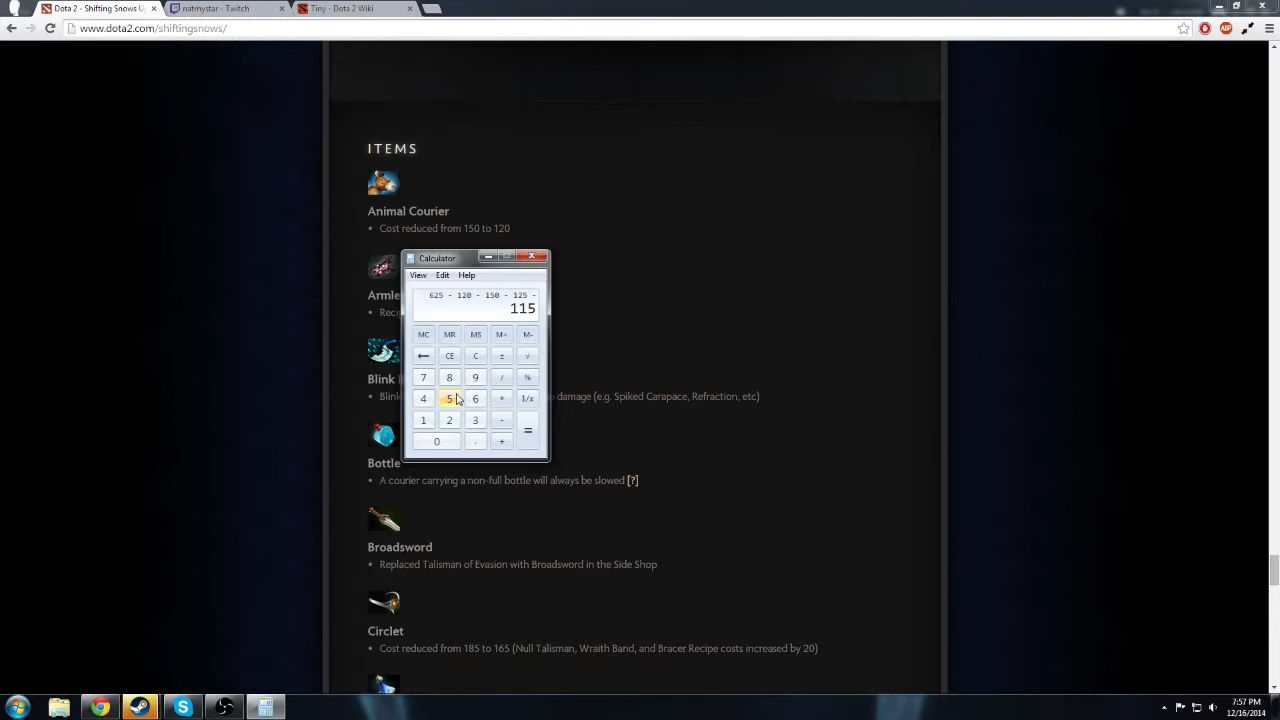 Dota 2 - Shifting Snows U
natmystar - Twitch
Tiny - Dota 2 Wiki
www.dota2.com/shiftingsnows/
ABP
ITEMS
Animal Courier
• Cost reduced from 150 to 120
Calculator
View Edit Help
Armle
625 - 120 - 150 - 125 -
115
MC MR MS M+ M-
← CE C ± √
7 8 9 / %
4 5 6 * 1/x
1 2 3 - =
0 . +
Blink
• Blink damage (e.g. Spiked Carapace, Refraction, etc)
Bottle
• A courier carrying a non-full bottle will always be slowed [?]
Broadsword
• Replaced Talisman of Evasion with Broadsword in the Side Shop
Circlet
• Cost reduced from 185 to 165 (Null Talisman, Wraith Band, and Bracer Recipe costs increased by 20)
7:57 PM
12/16/2014